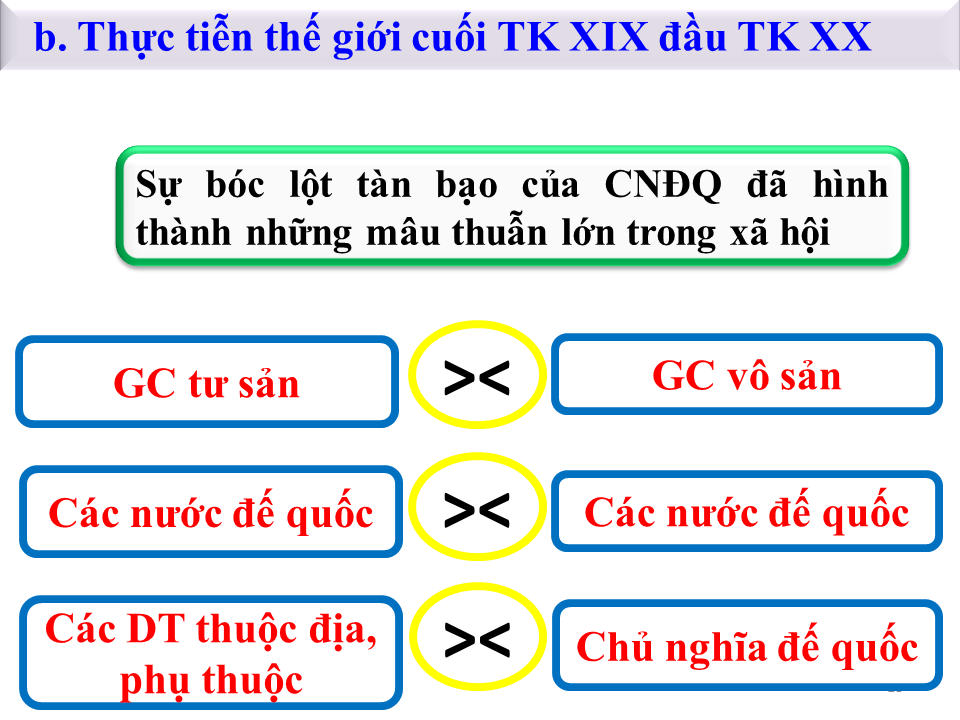 b. Thực tiễn thế giới cuối TK XIX đầu TK XX
Sự bóc lột tàn bạo của CNĐQ đã hình
thành những mâu thuẫn lớn trong xã hội
GC tư sản
><
GC vô sản
Các nước đế quốc
><
Các nước đế quốc
Các DT thuộc địa,
phụ thuộc
><
Chủ nghĩa đế quốc